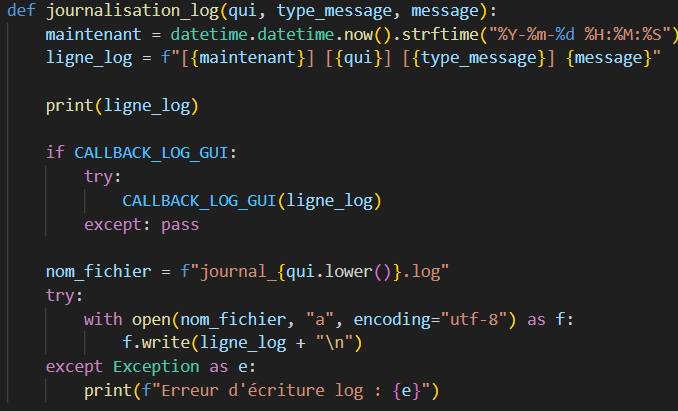 def journalisation_log(qui, type_message, message):
    maintenant = datetime.datetime.now().strftime("%Y-%m-%d %H:%M:%S")
    ligne_log = f"[{maintenant}] [{qui}] [{type_message}] {message}"

    print(ligne_log)

    if CALLBACK_LOG_GUI:
        try:
            CALLBACK_LOG_GUI(ligne_log)
        except: pass

    nom_fichier = f"journal_{qui.lower()}.log"
    try:
        with open(nom_fichier, "a", encoding="utf-8") as f:
            f.write(ligne_log + "\n")
    except Exception as e:
        print(f"Erreur d'écriture log : {e}")